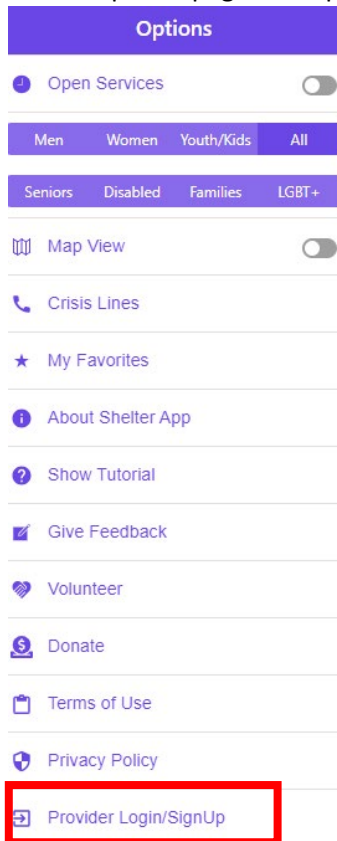 Options
Open Services
Men Women Youth/Kids All
Seniors Disabled Families LGBT+
Map View
Crisis Lines
My Favorites
About Shelter App
Show Tutorial
Give Feedback
Volunteer
Donate
Terms of Use
Privacy Policy
Provider Login/SignUp